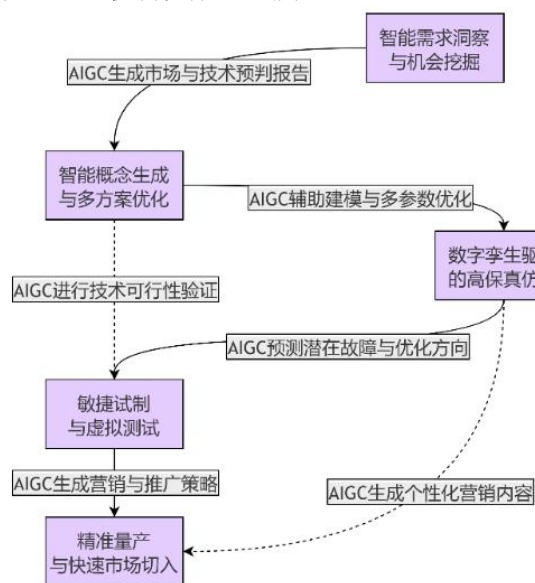 智能需求洞察
与机会挖掘
AIGC生成市场与技术预判报告
智能概念生成
与多方案优化
AIGC辅助建模与多参数优化
数字孪生驱
的高保真仿
AIGC进行技术可行性验证
AIGC预测潜在故障与优化方向
敏捷试制
与虚拟测试
AIGC生成营销与推广策略
AIGC生成个性化营销内容
精准量产
与快速市场切入